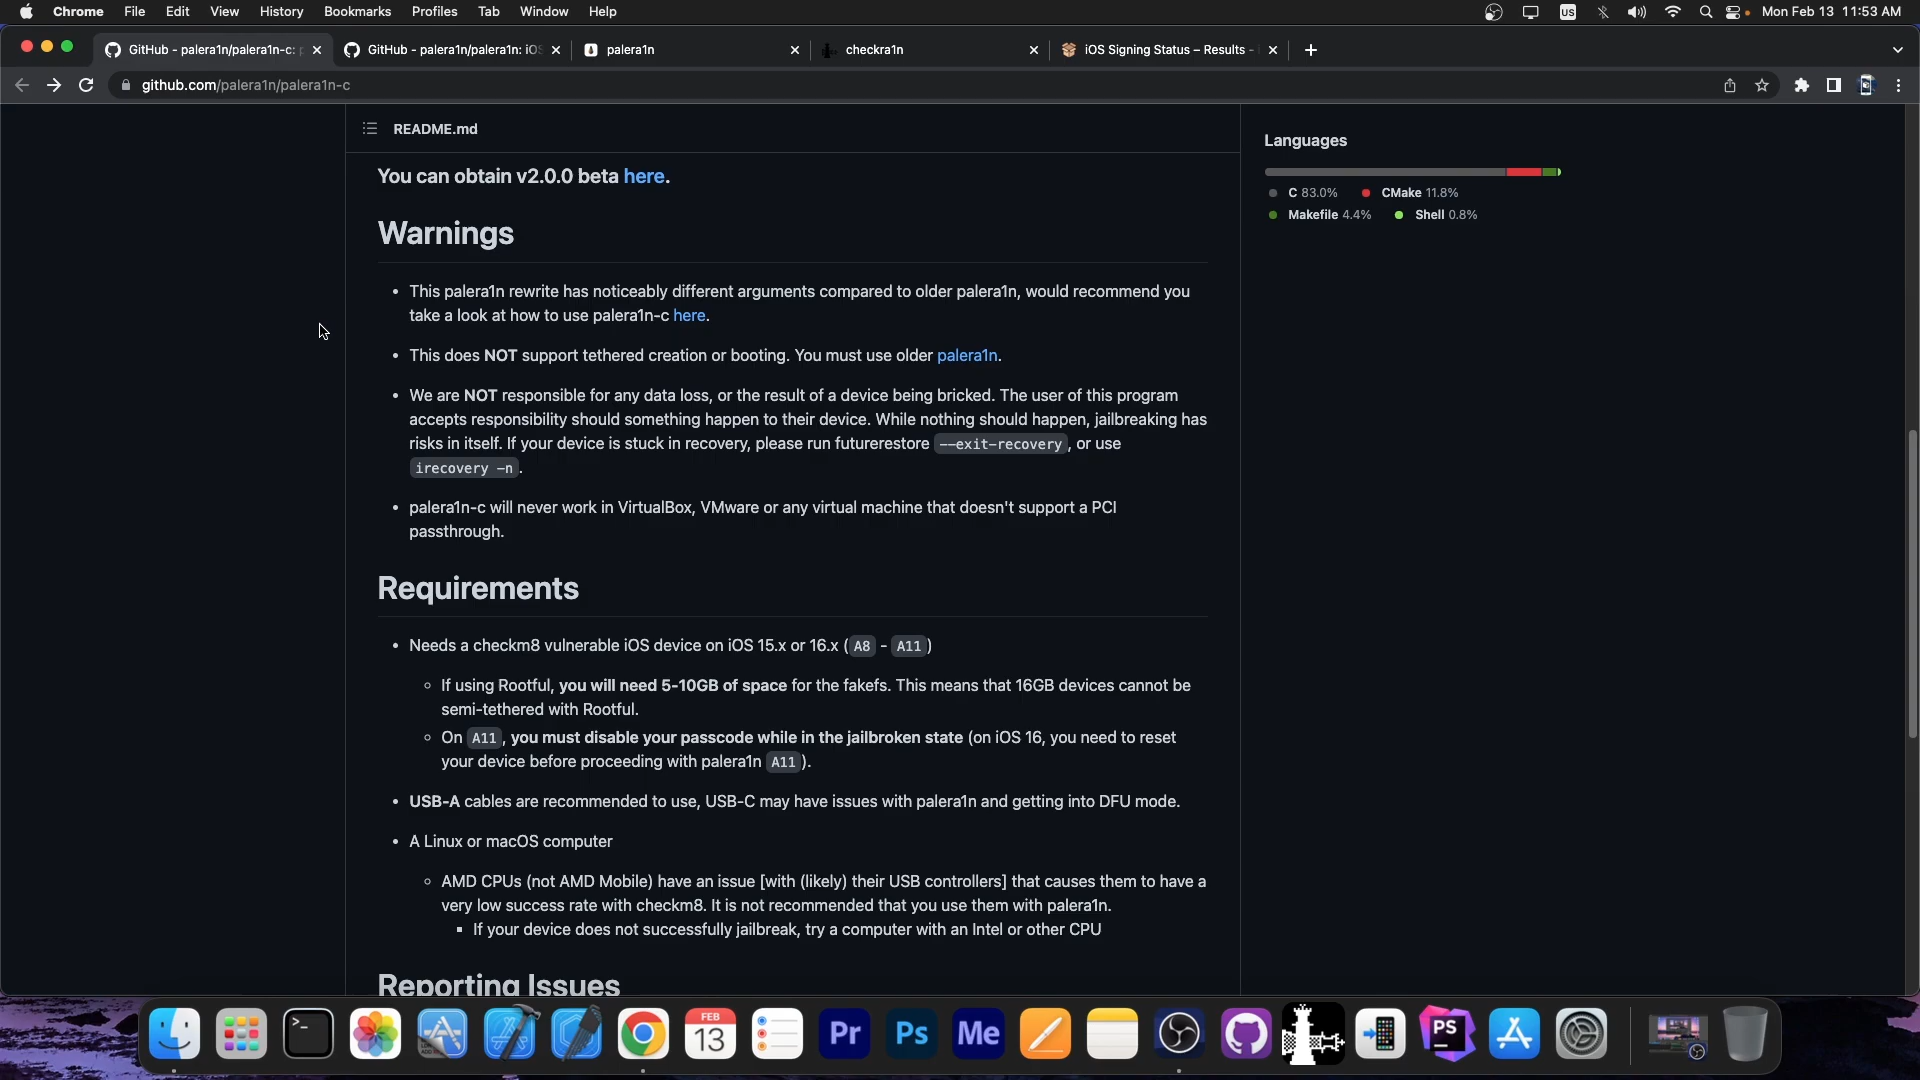 Chrome File Edit View History Bookmarks Profiles Tab Window Help US Mon Feb 13 11:53 AM
GitHub - palera1n/palera1n-c: GitHub - palera1n/palera1n: iOS palera1n checkra1n iOS Signing Status – Results -
github.com/palera1n/palera1n-c
README.md
You can obtain v2.0.0 beta here.
Warnings
• This palera1n rewrite has noticeably different arguments compared to older palera1n, would recommend you
take a look at how to use palera1n-c here.
• This does NOT support tethered creation or booting. You must use older palera1n.
• We are NOT responsible for any data loss, or the result of a device being bricked. The user of this program
accepts responsibility should something happen to their device. While nothing should happen, jailbreaking has
risks in itself. If your device is stuck in recovery, please run futurerestore --exit-recovery, or use
irecovery -n.
• palera1n-c will never work in VirtualBox, VMware or any virtual machine that doesn't support a PCI
passthrough.
Requirements
• Needs a checkm8 vulnerable iOS device on iOS 15.x or 16.x (A8 - A11)
◦ If using Rootful, you will need 5-10GB of space for the fakefs. This means that 16GB devices cannot be
semi-tethered with Rootful.
◦ On A11, you must disable your passcode while in the jailbroken state (on iOS 16, you need to reset
your device before proceeding with palera1n A11).
• USB-A cables are recommended to use, USB-C may have issues with palera1n and getting into DFU mode.
• A Linux or macOS computer
◦ AMD CPUs (not AMD Mobile) have an issue [with (likely) their USB controllers] that causes them to have a
very low success rate with checkm8. It is not recommended that you use them with palera1n.
▪ If your device does not successfully jailbreak, try a computer with an Intel or other CPU
Reporting Issues
Languages
C 83.0% CMake 11.8%
Makefile 4.4% Shell 0.8%
FEB
13
Pr Ps Me PS